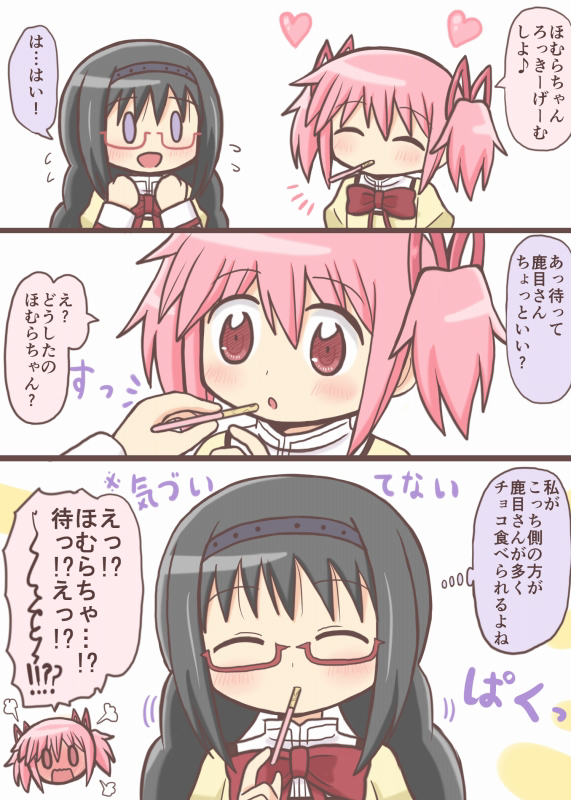 ほむらちゃん
ろっきーげーむ
しよ♪
は…はい!
あっ待って
鹿目さん
ちょっといい?
え?
どうしたの
ほむらちゃん?
すっ
私が
こっち側の方が
鹿目さんが多く
チョコ食べられるよね
※気づい
てない
ぱくっ
えっ!?
ほむらちゃ…!?
待っ!?えっ!?
!!??